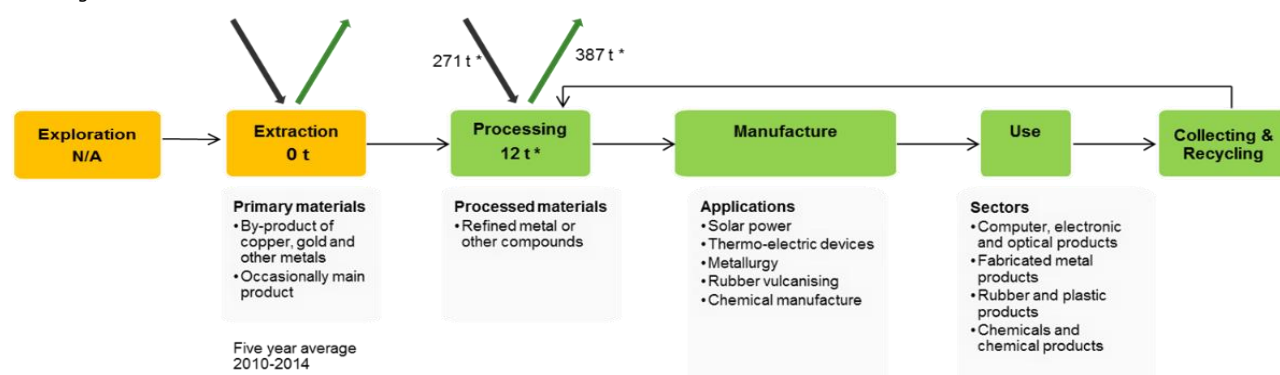 271 t *
387 t *
Exploration
N/A
Extraction
0 t
Processing
12 t *
Manufacture
Use
Collecting &
Recycling
Primary materials
•By-product of
copper, gold and
other metals
•Occasionally main
product
Five year average
2010-2014
Processed materials
•Refined metal or
other compounds
Applications
•Solar power
•Thermo-electric devices
•Metallurgy
•Rubber vulcanising
•Chemical manufacture
Sectors
•Computer, electronic
and optical products
•Fabricated metal
products
•Rubber and plastic
products
•Chemicals and
chemical products